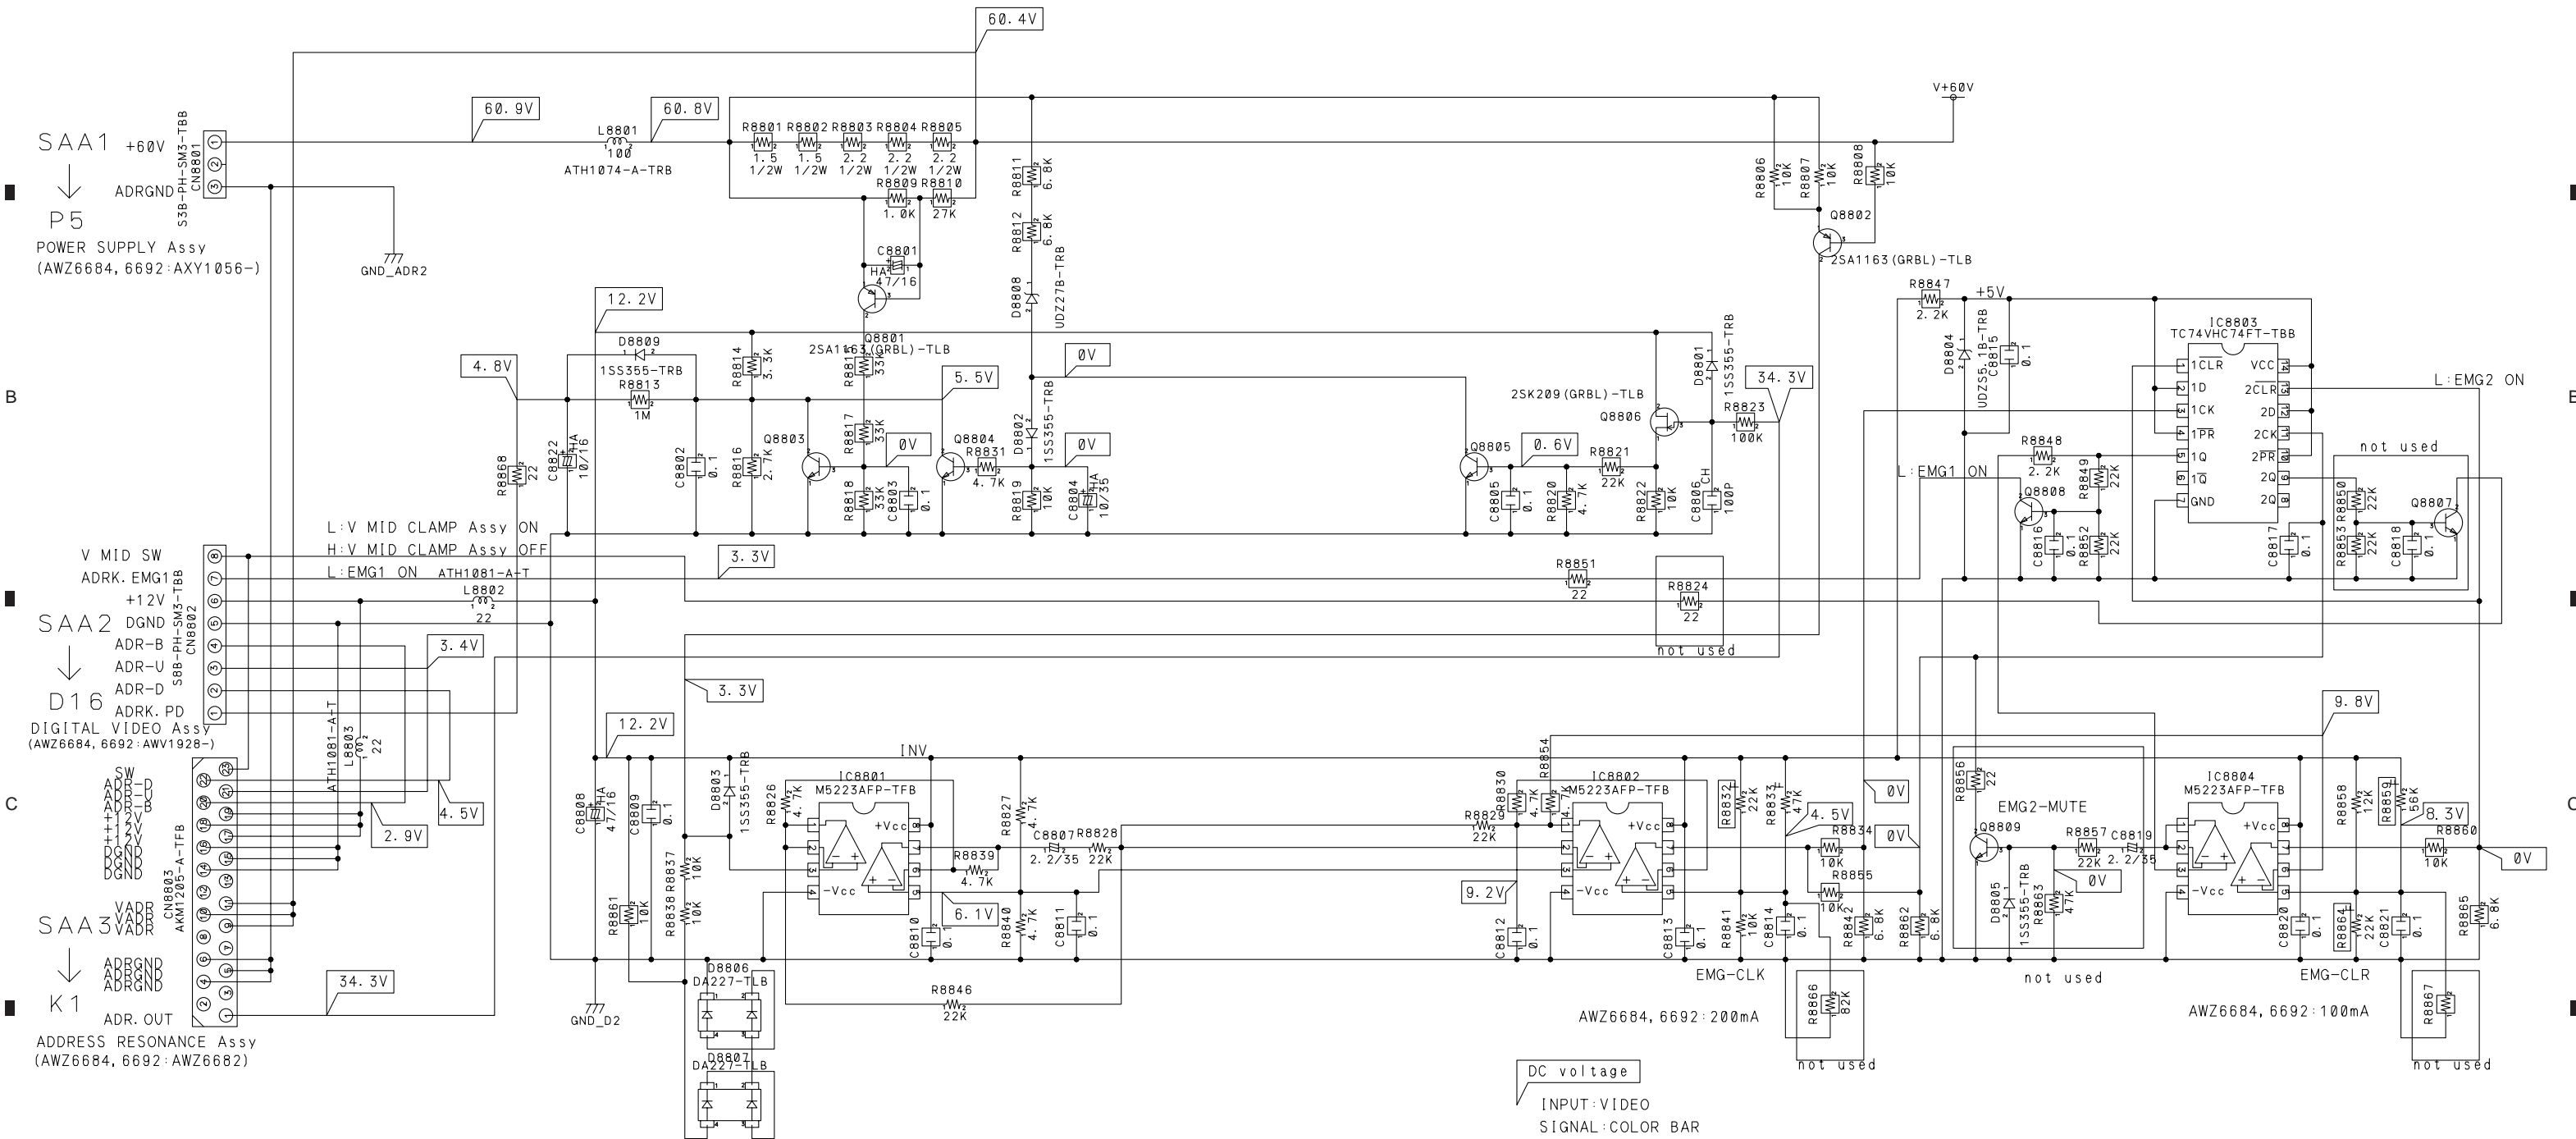 60.4V
V+60V
60.9V
60.8V
SAA1
+60V
ADRGND
P5
POWER SUPPLY Assy
(AWZ6684, 6692:AXY1056-)
S3B-PH-SM3-TBB
CN8801
L8801
100
ATH1074-A-TRB
GND_ADR2
R8801 R8802 R8803 R8804 R8805
1.5 1.5 2.2 2.2 2.2
1/2W 1/2W 1/2W 1/2W 1/2W
R8809 R8810
1.0K 27K
C8801
HA
47/16
Q8801
2SA1163(GRBL)-TLB
R8811
6.8K
R8812
6.8K
D8808
UDZ27B-TRB
R8806
10K
R8807
10K
R8808
10K
Q8802
2SA1163(GRBL)-TLB
12.2V
4.8V
D8809
1SS355-TRB
R8813
1M
R8814
3.3K
33K
5.5V
0V
R8868
22
C8822
HA
10/16
C8802
0.1
R8816
2.7K
Q8803
R8817
33K
0V
R8818
33K
C8803
0.1
Q8804
R8831
4.7K
D8802
1SS355-TRB
0V
R8819
10K
C8804
HA
10/35
Q8805
0.6V
C8805
0.1
R8820
4.7K
R8821
22K
2SK209(GRBL)-TLB
Q8806
R8822
10K
C8806
CH
100P
D8801
1SS355-TRB
34.3V
R8823
100K
R8847
2.2K
+5V
D8804
UDZS5.1B-TRB
C8815
0.1
IC8803
TC74VHC74FT-TBB
1CLR VCC
1D 2CLR
1CK 2D
1PR 2CK
1Q 2PR
1Q 2Q
GND 2Q
L:EMG2 ON
L:EMG1 ON
R8848
2.2K
R8849
22K
Q8808
C8816
0.1
R8852
22K
C8817
0.1
not used
R8850
22K
R8853
22K
C8818
0.1
Q8807
L:V MID CLAMP Assy ON
H:V MID CLAMP Assy OFF
L:EMG1 ON
ATH1081-A-T
3.3V
V MID SW
ADRK.EMG1
+12V
DGND
ADR-B
ADR-U
ADR-D
ADRK.PD
S8B-PH-SM3-TBB
CN8802
SAA2
D16
DIGITAL VIDEO Assy
(AWZ6684, 6692:AWV1928-)
L8802
22
R8851
22
R8824
22
not used
3.4V
3.3V
12.2V
9.8V
ATH1081-A-T
L8803
22
4.5V
2.9V
SW
ADR-D
ADR-U
ADR-B
+12V
+12V
+12V
DGND
DGND
DGND
VADR
VADR
VADR
ADRGND
ADRGND
ADRGND
ADR.OUT
CN8803
AKM1205-A-TFB
SAA3
K1
ADDRESS RESONANCE Assy
(AWZ6684, 6692:AWZ6682)
34.3V
INV
C8808
HA
47/16
C8809
0.1
R8861
10K
R8837
10K
R8838
10K
D8803
1SS355-TRB
R8826
4.7K
IC8801
M5223AFP-TFB
+Vcc
-Vcc
C8810
0.1
R8839
4.7K
6.1V
R8827
4.7K
R8840
4.7K
C8807
2.2/35
R8828
22K
C8811
0.1
GND_D2
D8806
DA227-TLB
D8807
DA227-TLB
R8846
22K
R8829
22K
R8830
4.7K
R8854
4.7K
9.2V
C8812
0.1
IC8802
M5223AFP-TFB
+Vcc
-Vcc
C8813
0.1
R8832
22K
R8833
47K
4.5V
R8834
10K
R8855
10K
R8841
10K
C8814
0.1
R8842
6.8K
R8862
6.8K
0V
0V
EMG-CLK
AWZ6684, 6692:200mA
R8866
82K
not used
R8856
22
EMG2-MUTE
Q8809
D8805
1SS355-TRB
R8863
47K
0V
R8857
22K
C8819
2.2/35
not used
IC8804
M5223AFP-TFB
+Vcc
-Vcc
C8820
0.1
R8858
12K
R8859
56K
8.3V
R8860
10K
R8864
22K
C8821
0.1
R8865
6.8K
0V
EMG-CLR
AWZ6684, 6692:100mA
R8867
not used
DC voltage
INPUT:VIDEO
SIGNAL:COLOR BAR
B
B
C
C